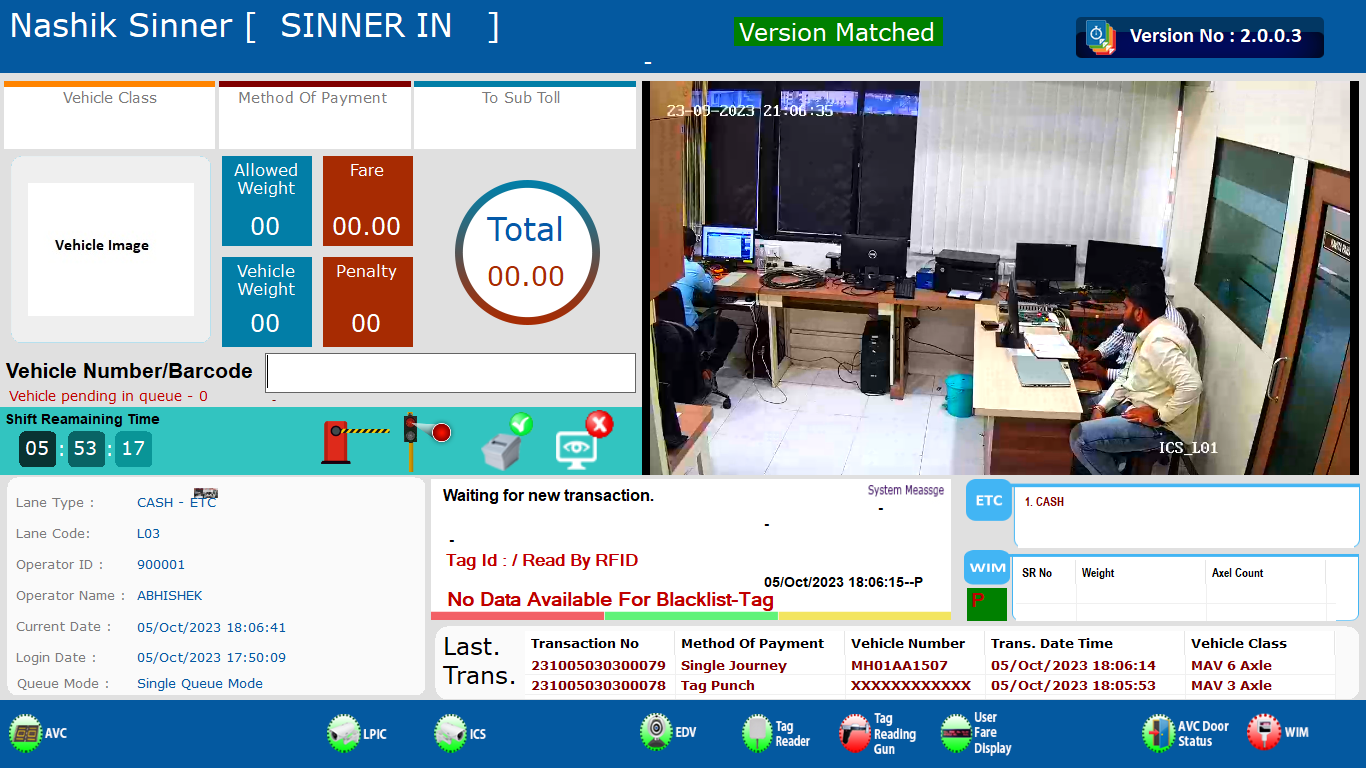 Nashik Sinner [ SINNER IN ]
Version Matched
Version No : 2.0.0.3
-
Vehicle Class
Method Of Payment
To Sub Toll
23-09-2023 21:06:35
Vehicle Image
Allowed
Weight
00
Fare
00.00
Vehicle
Weight
00
Penalty
00
Total
00.00
Vehicle Number/Barcode
Vehicle pending in queue - 0
-
ICS_L01
Shift Reamaining Time
05 : 53 : 17
Lane Type : CASH - ETC
Lane Code: L03
Operator ID : 900001
Operator Name : ABHISHEK
Current Date : 05/Oct/2023 18:06:41
Login Date : 05/Oct/2023 17:50:09
Queue Mode : Single Queue Mode
Waiting for new transaction.
System Meassge
-
-
-
Tag Id : / Read By RFID
05/Oct/2023 18:06:15--P
No Data Available For Blacklist-Tag
ETC
1. CASH
WIM
P
SR No Weight Axel Count
Last.
Trans.
Transaction No Method Of Payment Vehicle Number Trans. Date Time Vehicle Class
231005030300079 Single Journey MH01AA1507 05/Oct/2023 18:06:14 MAV 6 Axle
231005030300078 Tag Punch XXXXXXXXXXXX 05/Oct/2023 18:05:53 MAV 3 Axle
AVC
LPIC
ICS
EDV
Tag
Reader
Tag
Reading
Gun
User
Fare
Display
AVC Door
Status
WIM